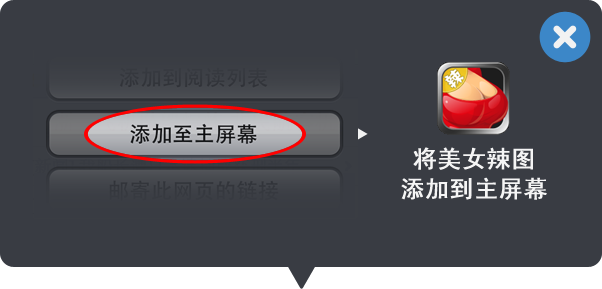 添加到阅读列表
添加至主屏幕
邮寄此网页的链接
辣
将美女辣图
添加到主屏幕